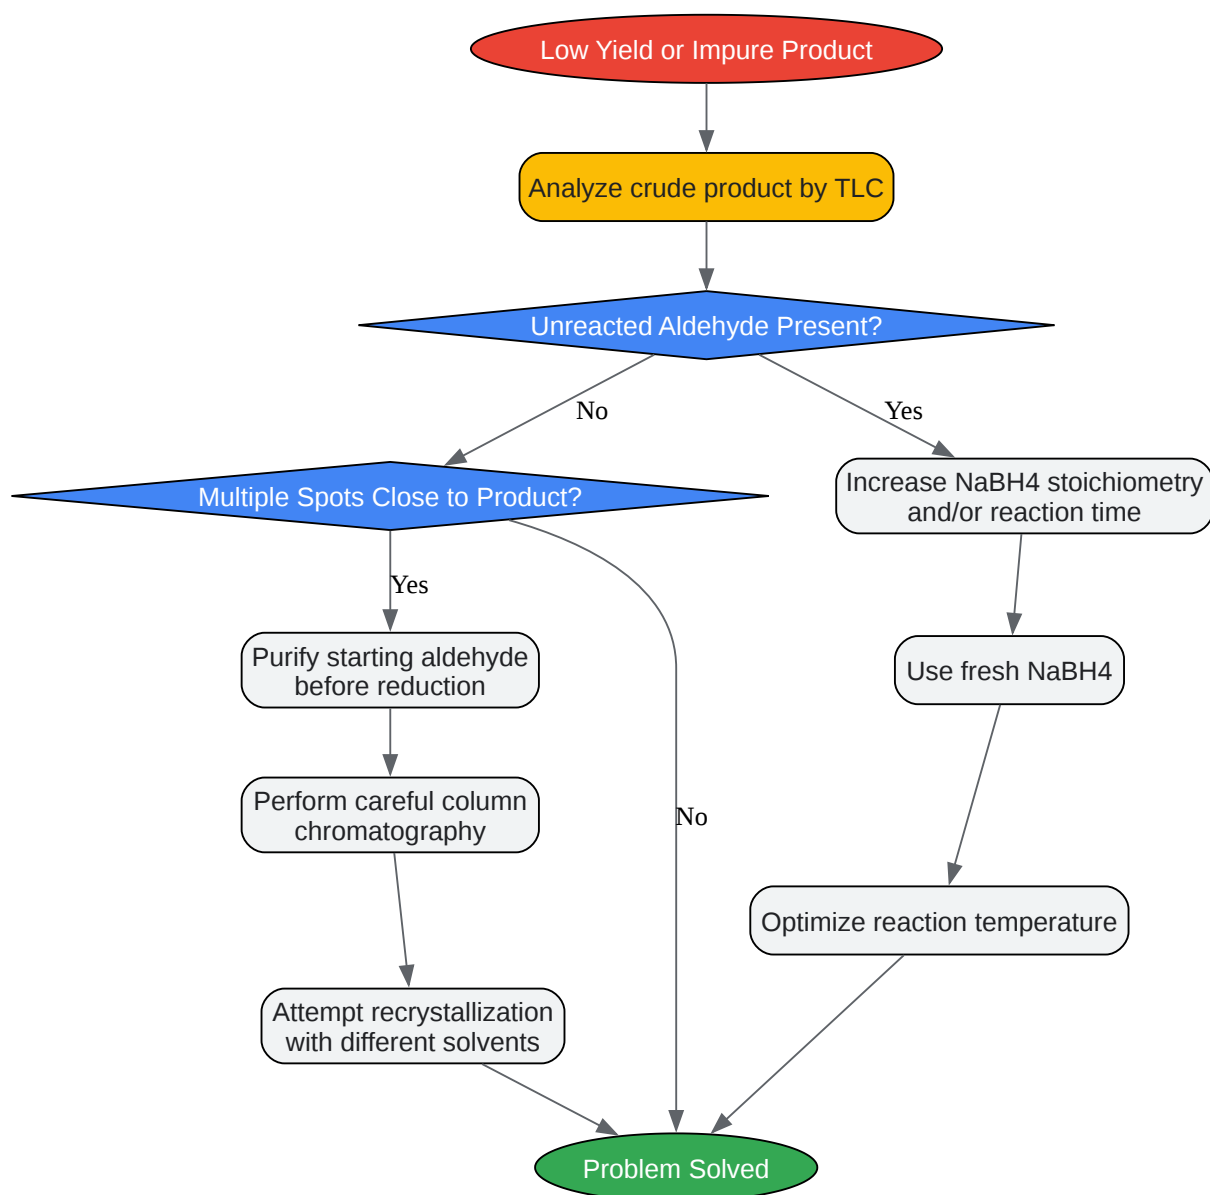 Low Yield or Impure Product
Analyze crude product by TLC
Unreacted Aldehyde Present?
No
Yes
Multiple Spots Close to Product?
Increase NaBH4 stoichiometry
and/or reaction time
Yes
Purify starting aldehyde
before reduction
Use fresh NaBH4
Perform careful column
chromatography
No
Optimize reaction temperature
Attempt recrystallization
with different solvents
Problem Solved